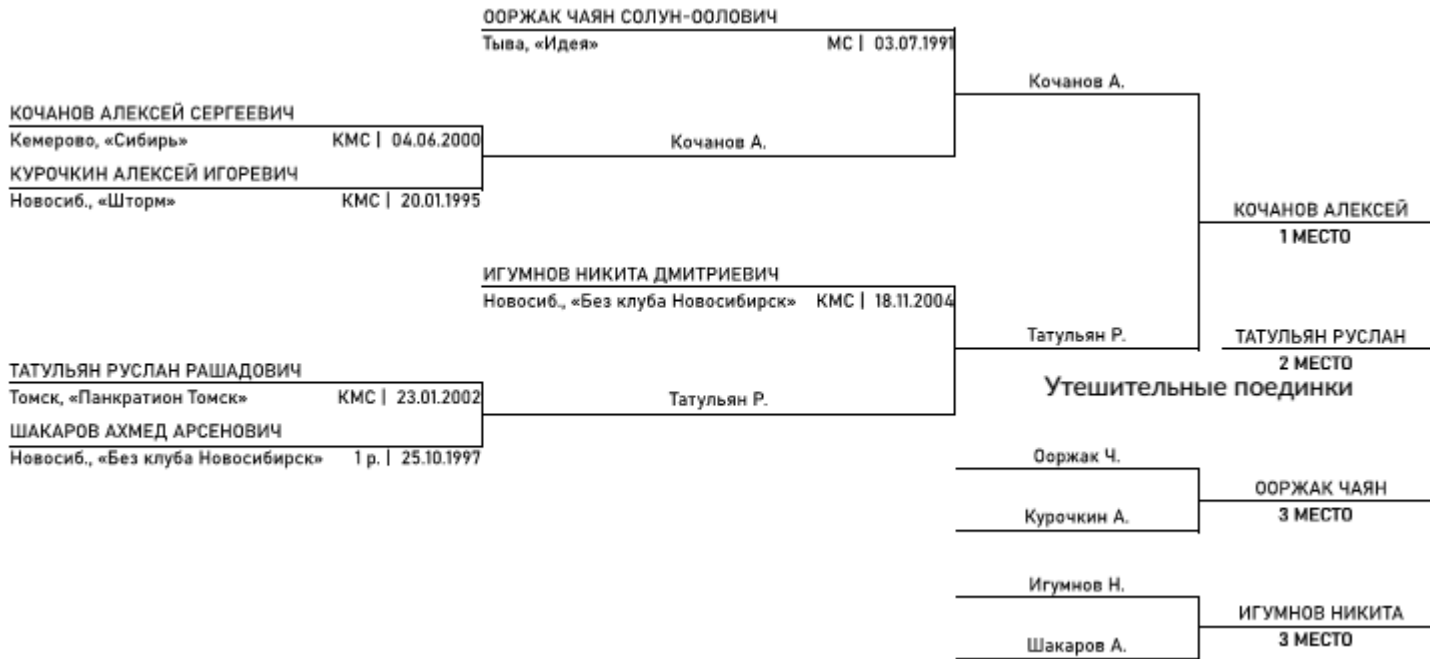 ООРЖАК ЧАЯН СОЛУН-ООЛОВИЧ
Тыва, «Идея» МС | 03.07.1991
Кочанов А.
КОЧАНОВ АЛЕКСЕЙ СЕРГЕЕВИЧ
Кемерово, «Сибирь» КМС | 04.06.2000
Кочанов А.
КУРОЧКИН АЛЕКСЕЙ ИГОРЕВИЧ
Новосиб., «Шторм» КМС | 20.01.1995
КОЧАНОВ АЛЕКСЕЙ
1 МЕСТО
ИГУМНОВ НИКИТА ДМИТРИЕВИЧ
Новосиб., «Без клуба Новосибирск» КМС | 18.11.2004
Татульян Р.
ТАТУЛЬЯН РУСЛАН
2 МЕСТО
ТАТУЛЬЯН РУСЛАН РАШАДОВИЧ
Томск, «Панкратион Томск» КМС | 23.01.2002
Татульян Р.
ШАКАРОВ АХМЕД АРСЕНОВИЧ
Новосиб., «Без клуба Новосибирск» 1 р. | 25.10.1997
Утешительные поединки
Ооржак Ч.
ООРЖАК ЧАЯН
Курочкин А.
3 МЕСТО
Игумнов Н.
ИГУМНОВ НИКИТА
Шакаров А.
3 МЕСТО